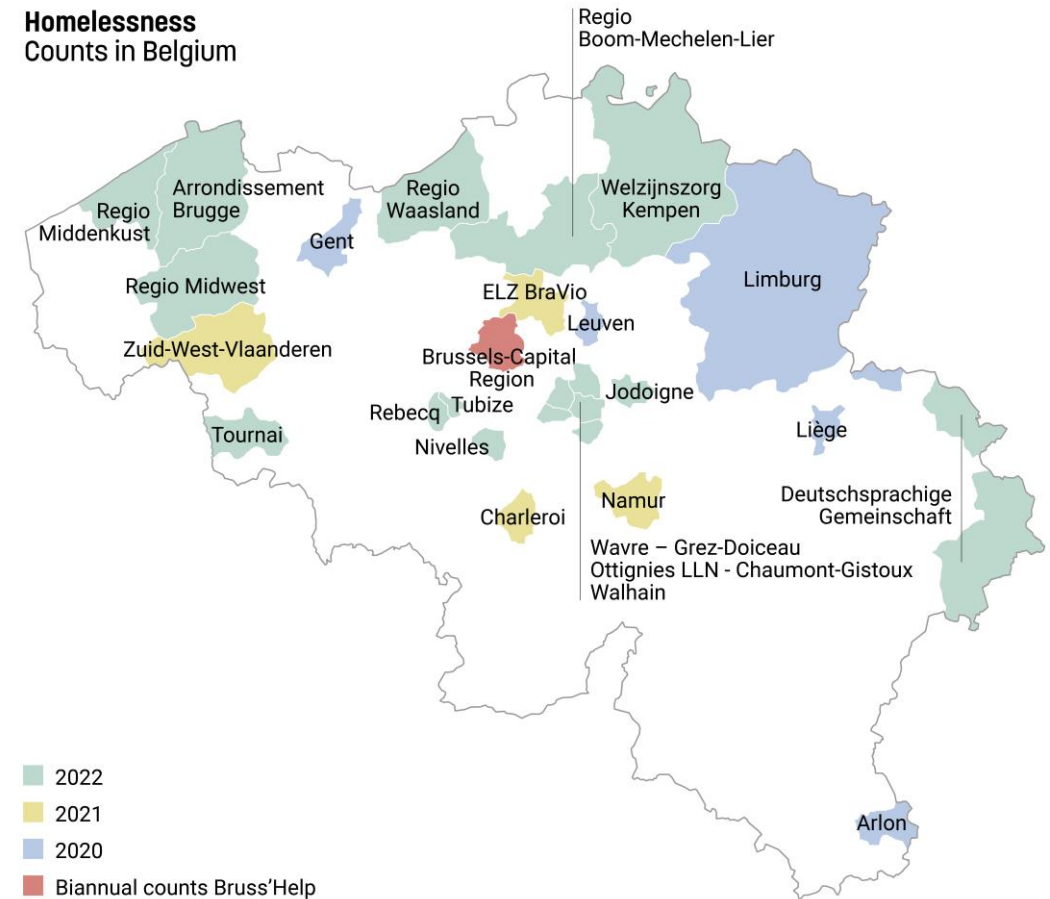 Homelessness
Counts in Belgium
Regio
Boom-Mechelen-Lier
Arrondissement
Brugge
Regio
Middenkust
Regio
Waasland
Welzijnszorg
Kempen
Gent
Regio Midwest
Limburg
ELZ BraVio
Leuven
Zuid-West-Vlaanderen
Brussels-Capital
Region
Jodoigne
Rebecq
Tubize
Tournai
Nivelles
Liège
Charleroi
Namur
Deutschsprachige
Gemeinschaft
Wavre – Grez-Doiceau
Ottignies LLN - Chaumont-Gistoux
Walhain
Arlon
2022
2021
2020
Biannual counts Bruss'Help